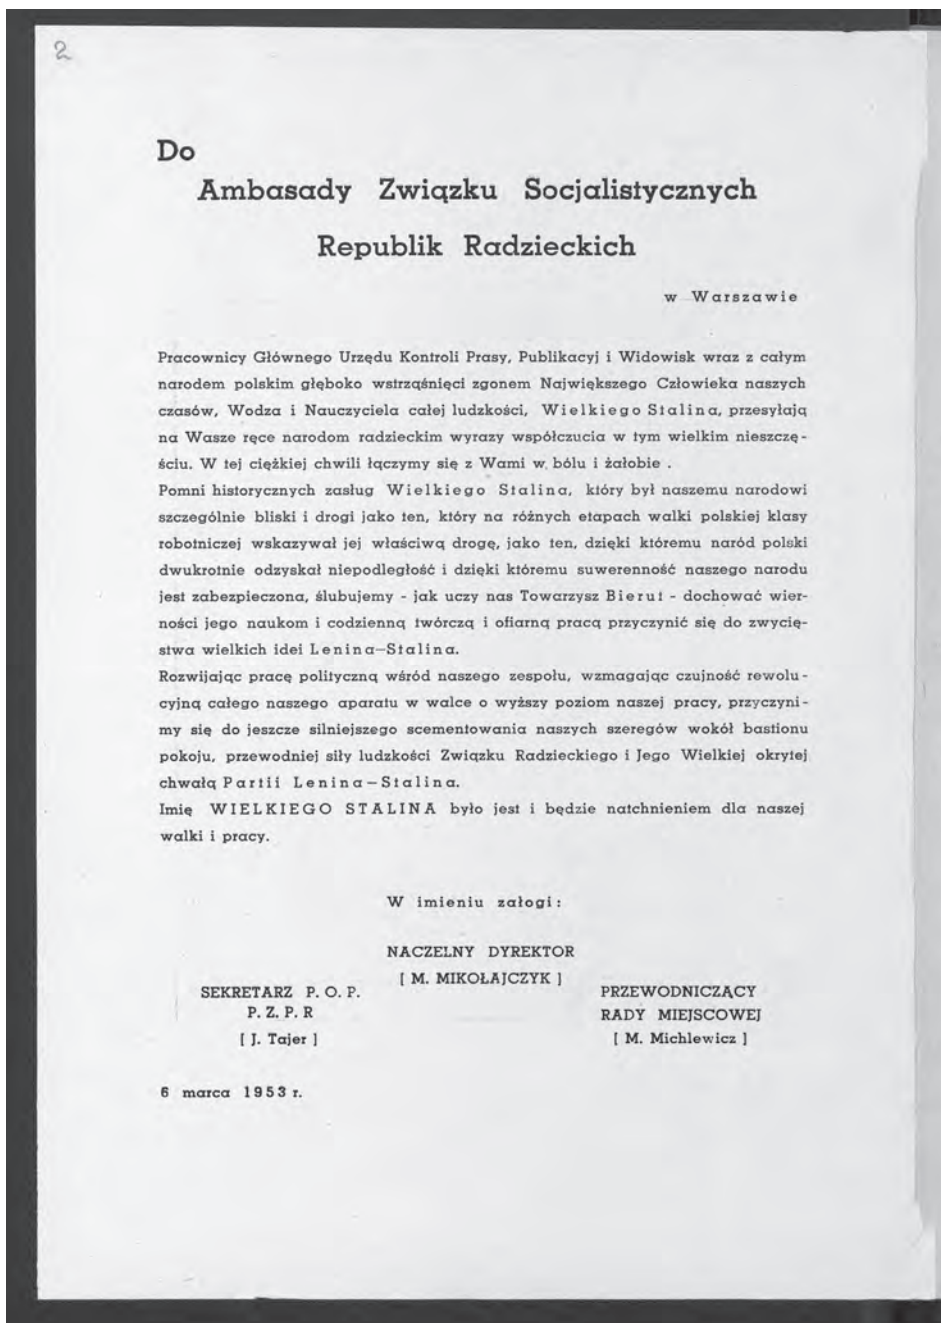 2
Do
Ambasady Związku Socjalistycznych
Republik Radzieckich
w Warszawie
Pracownicy Głównego Urzędu Kontroli Prasy, Publikacyj i Widowisk wraz z całym
narodem polskim głęboko wstrząśnięci zgonem Największego Człowieka naszych
czasów, Wodza i Nauczyciela całej ludzkości, Wielkiego Stalina, przesyłają
na Wasze ręce narodom radzieckim wyrazy współczucia w tym wielkim nieszczę-
ściu. W tej ciężkiej chwili łączymy się z Wami w bólu i żałobie .
Pomni historycznych zasług Wielkiego Stalina, który był naszemu narodowi
szczególnie bliski i drogi jako ten, który na różnych etapach walki polskiej klasy
robotniczej wskazywał jej właściwą drogę, jako ten, dzięki któremu naród polski
dwukrotnie odzyskał niepodległość i dzięki któremu suwerenność naszego narodu
jest zabezpieczona, ślubujemy - jak uczy nas Towarzysz Bierut - dochować wier-
ności jego naukom i codzienną twórczą i ofiarną pracą przyczynić się do zwycię-
stwa wielkich idei Lenina—Stalina.
Rozwijając pracę polityczną wśród naszego zespołu, wzmagając czujność rewolu-
cyjną całego naszego aparatu w walce o wyższy poziom naszej pracy, przyczyni-
my się do jeszcze silniejszego scementowania naszych szeregów wokół bastionu
pokoju, przewodniej siły ludzkości Związku Radzieckiego i Jego Wielkiej okrytej
chwałą Partii Lenina—Stalina.
Imię WIELKIEGO STALINA było jest i będzie natchnieniem dla naszej
walki i pracy.
W imieniu załogi:
NACZELNY DYREKTOR
[ M. MIKOŁAJCZYK ]
SEKRETARZ P. O. P.
P. Z. P. R
[ J. Tajer ]
PRZEWODNICZĄCY
RADY MIEJSCOWEJ
[ M. Michlewicz ]
6 marca 1953 r.